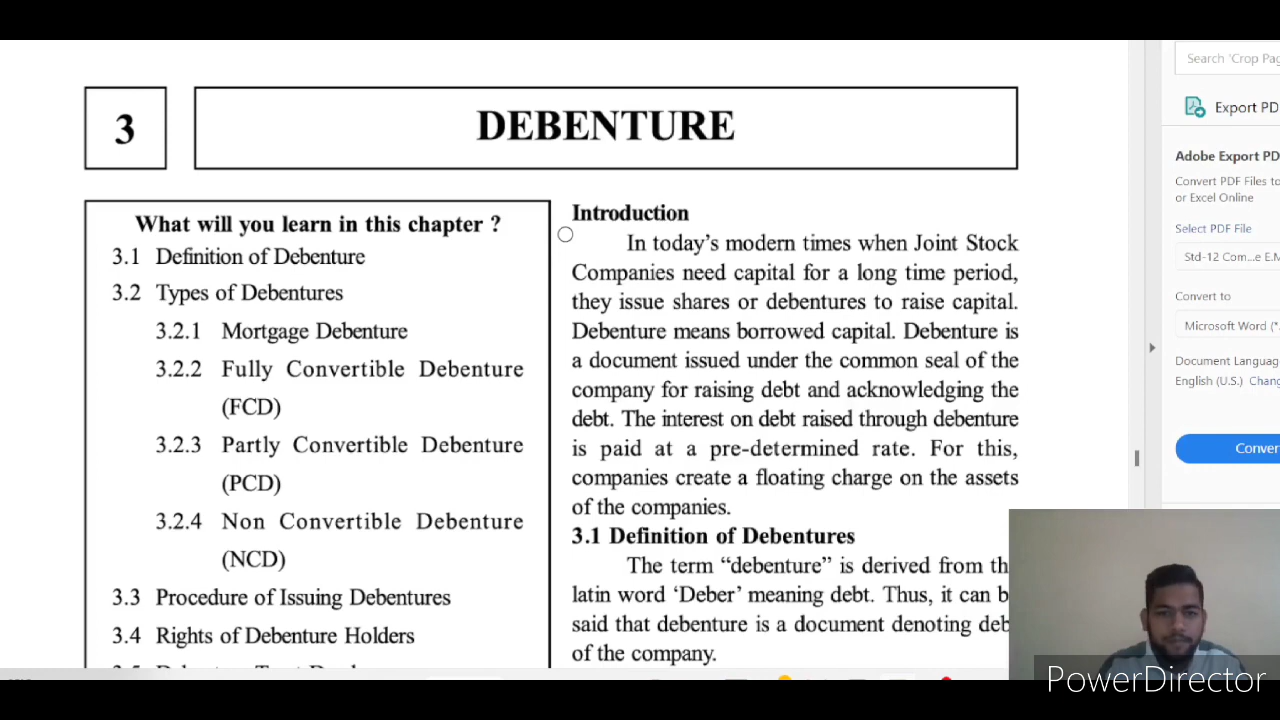 3
DEBENTURE
What will you learn in this chapter ?
3.1 Definition of Debenture
3.2 Types of Debentures
3.2.1 Mortgage Debenture
3.2.2 Fully Convertible Debenture
(FCD)
3.2.3 Partly Convertible Debenture
(PCD)
3.2.4 Non Convertible Debenture
(NCD)
3.3 Procedure of Issuing Debentures
3.4 Rights of Debenture Holders
Introduction
In today's modern times when Joint Stock
Companies need capital for a long time period,
they issue shares or debentures to raise capital.
Debenture means borrowed capital. Debenture is
a document issued under the common seal of the
company for raising debt and acknowledging the
debt. The interest on debt raised through debenture
is paid at a pre-determined rate. For this,
companies create a floating charge on the assets
of the companies.
3.1 Definition of Debentures
The term “debenture” is derived from th
latin word ‘Deber’ meaning debt. Thus, it can b
said that debenture is a document denoting deb
of the company.
Search 'Crop Pag
Export PD
Adobe Export PD
Convert PDF Files to
or Excel Online
Select PDF File
Std-12 Com...e E.M
Convert to
Microsoft Word (*.
Document Language
English (U.S.) Chang
Conver
PowerDirector